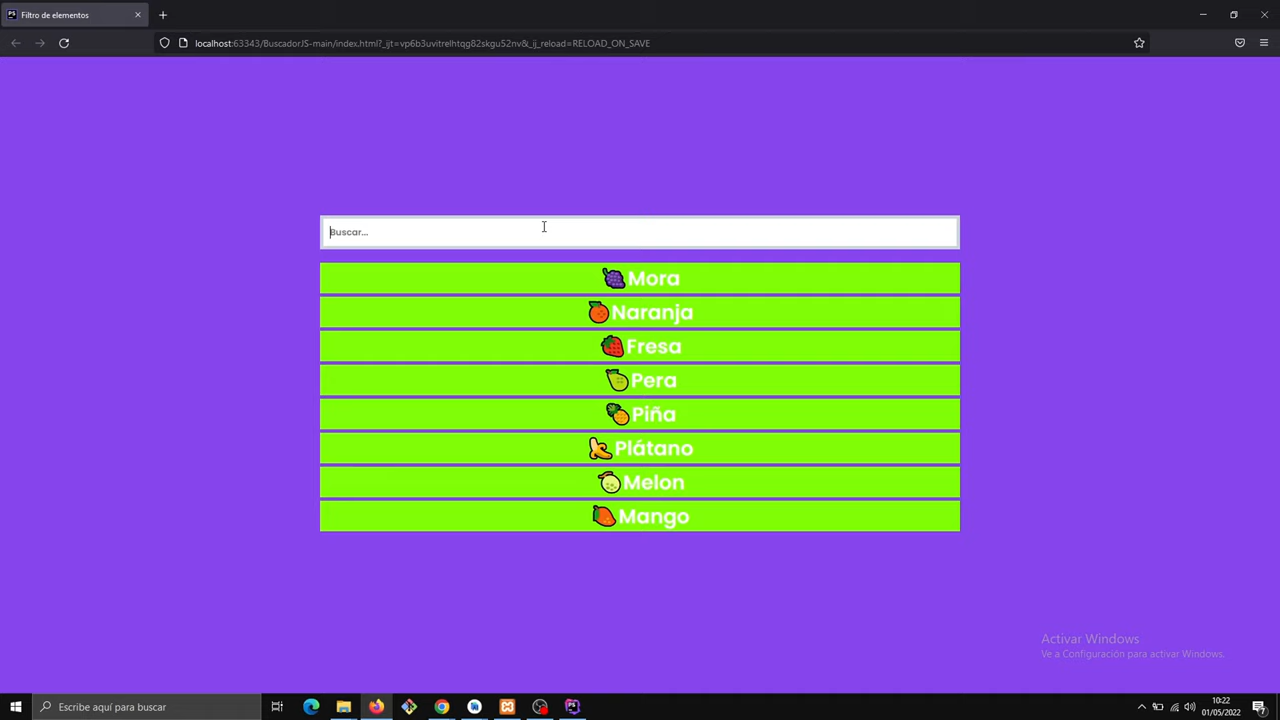 Filtro de elementos
localhost:63343/BuscadorJS-main/index.html?_ijt=vp6b3uvitrelhtqg82skgu52nv&_ij_reload=RELOAD_ON_SAVE
Buscar...
Mora
Naranja
Fresa
Pera
Piña
Plátano
Melon
Mango
Activar Windows
Ve a Configuración para activar Windows.
Escribe aquí para buscar
10:22
01/05/2022